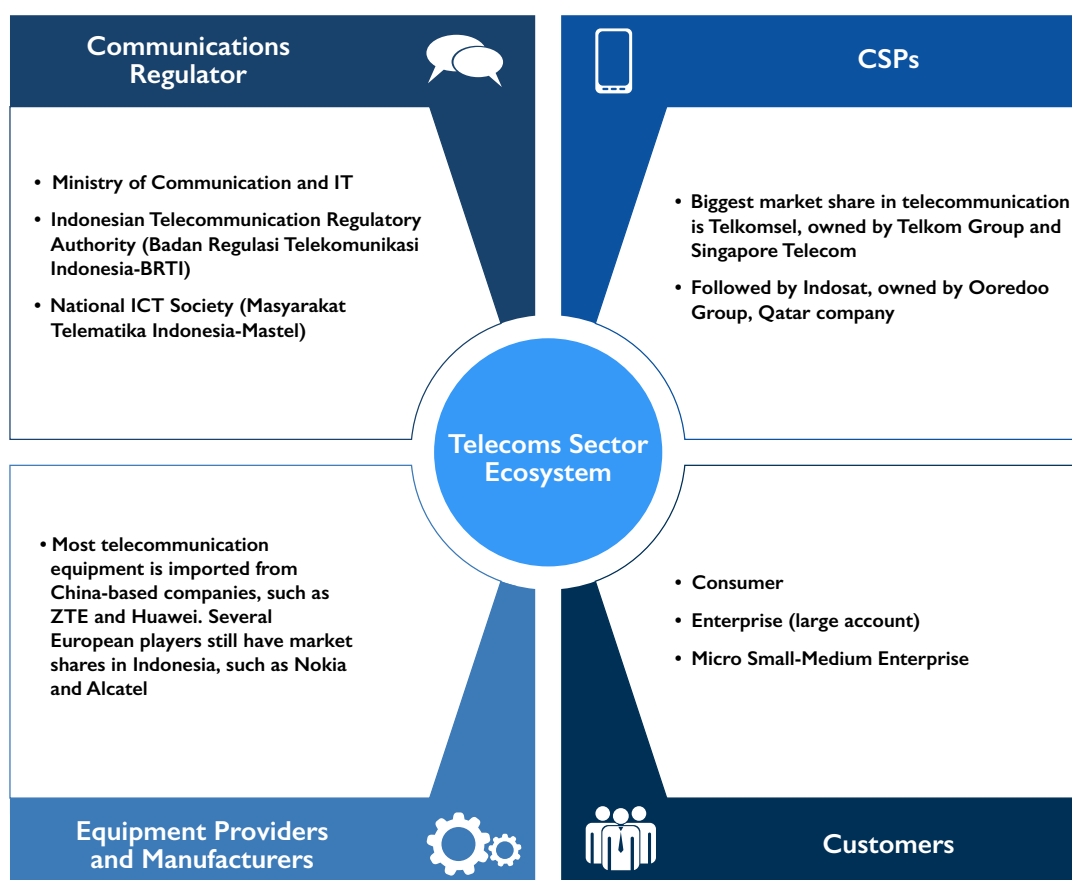 Communications
Regulator
• Ministry of Communication and IT
• Indonesian Telecommunication Regulatory
Authority (Badan Regulasi Telekomunikasi
Indonesia-BRTI)
• National ICT Society (Masyarakat
Telematika Indonesia-Mastel)
CSPs
• Biggest market share in telecommunication
is Telkomsel, owned by Telkom Group and
Singapore Telecom
• Followed by Indosat, owned by Ooredoo
Group, Qatar company
Telecoms Sector
Ecosystem
• Most telecommunication
equipment is imported from
China-based companies, such as
ZTE and Huawei. Several
European players still have market
shares in Indonesia, such as Nokia
and Alcatel
Equipment Providers
and Manufacturers
• Consumer
• Enterprise (large account)
• Micro Small-Medium Enterprise
Customers